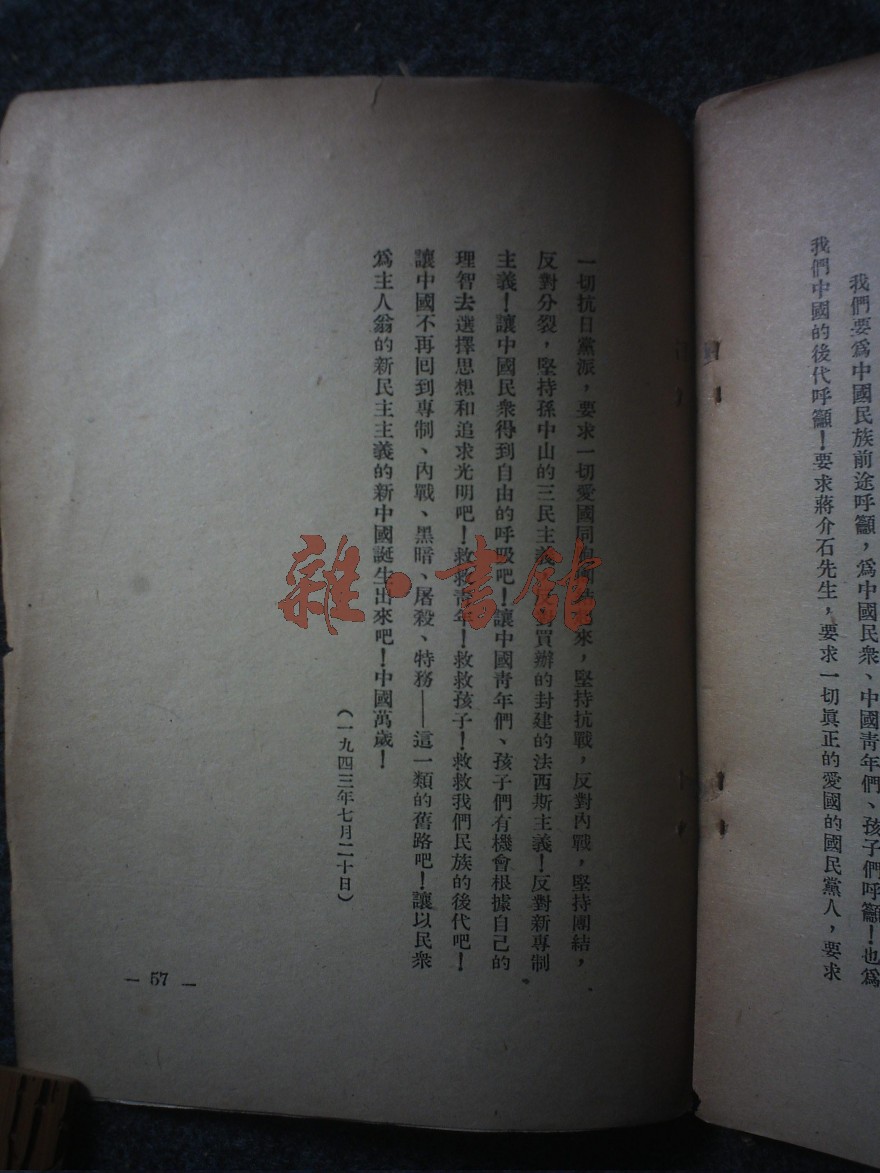 我們要爲中國民族前途呼籲，爲中國民衆、中國青年們、孩子們呼籲！也爲
我們中國的後代呼籲！要求蔣介石先生，要求一切眞正的愛國的國民黨人，要求
一切抗日黨派，要求一切愛國同胞團結起來，堅持抗戰，反對內戰，堅持團結，
反對分裂，堅持孫中山的三民主義，買辦的封建的法西斯主義！反對新專制
主義！讓中國民衆得到自由的呼吸吧！讓中國靑年們、孩子們有機會根據自己的
理智去選擇思想和追求光明吧！救救靑年！救救孩子！救救我們民族的後代吧！
讓中國不再回到專制、內戰、黑暗、屠殺、特務——這一類的舊路吧！讓以民衆
爲主人翁的新民主主義的新中國誕生出來吧！中國萬歲！
（一九四三年七月二十日）
— 57 —
雜·書館